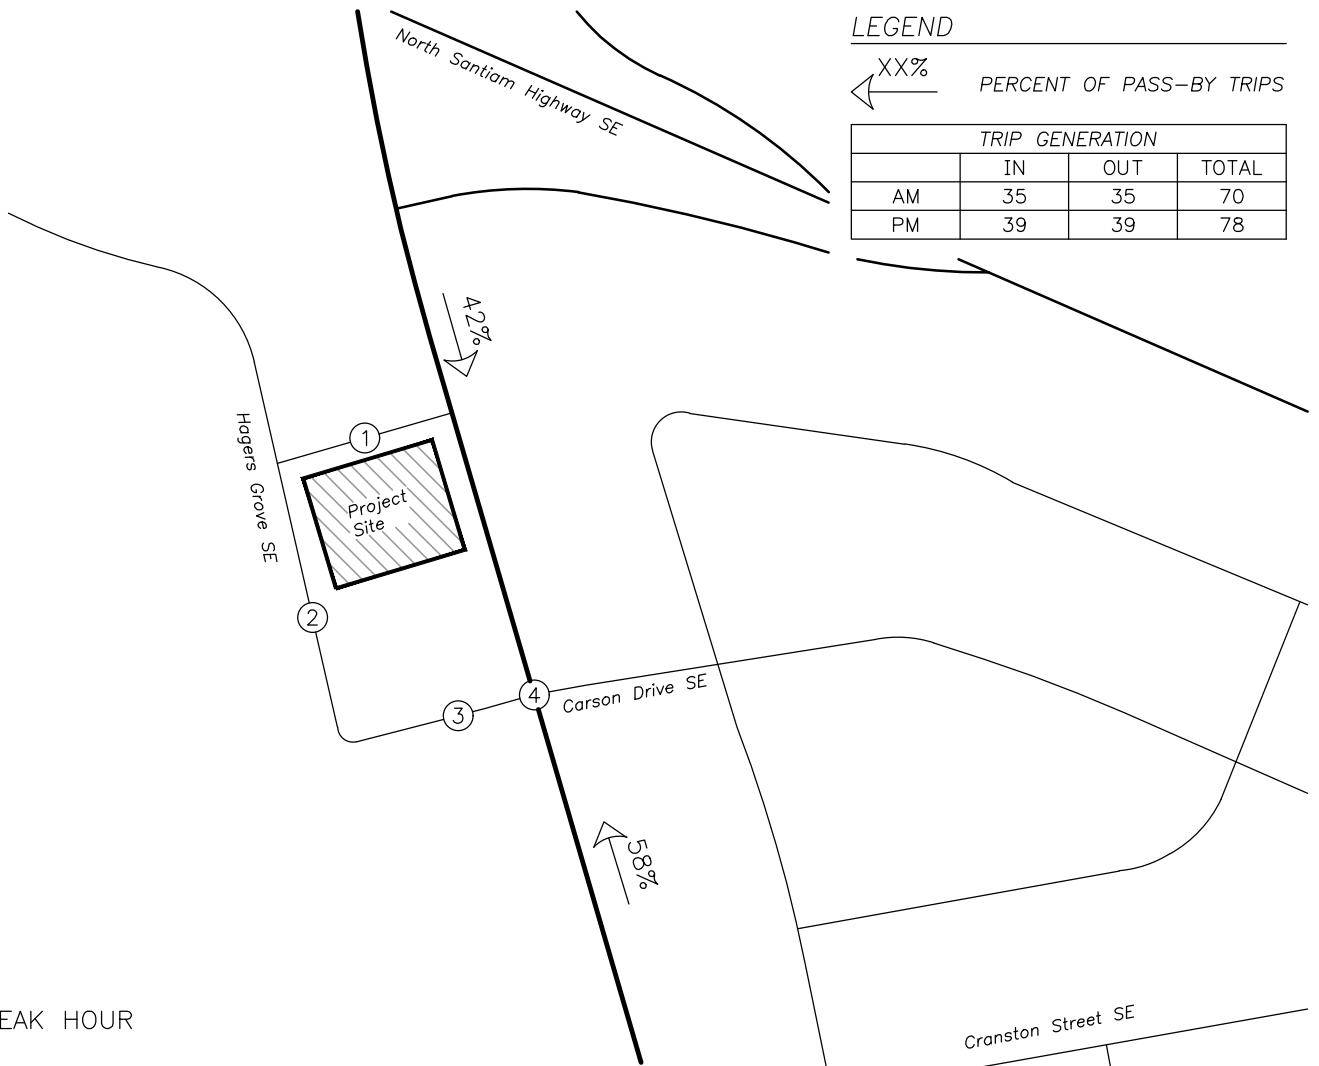 LEGEND
XX%
PERCENT OF PASS-BY TRIPS
TRIP GENERATION
IN OUT TOTAL
AM 35 35 70
PM 39 39 78
North Santiam Highway SE
42%
Hagers Grove SE
1
Project
Site
2
3
4
Carson Drive SE
58%
EAK HOUR
Cranston Street SE